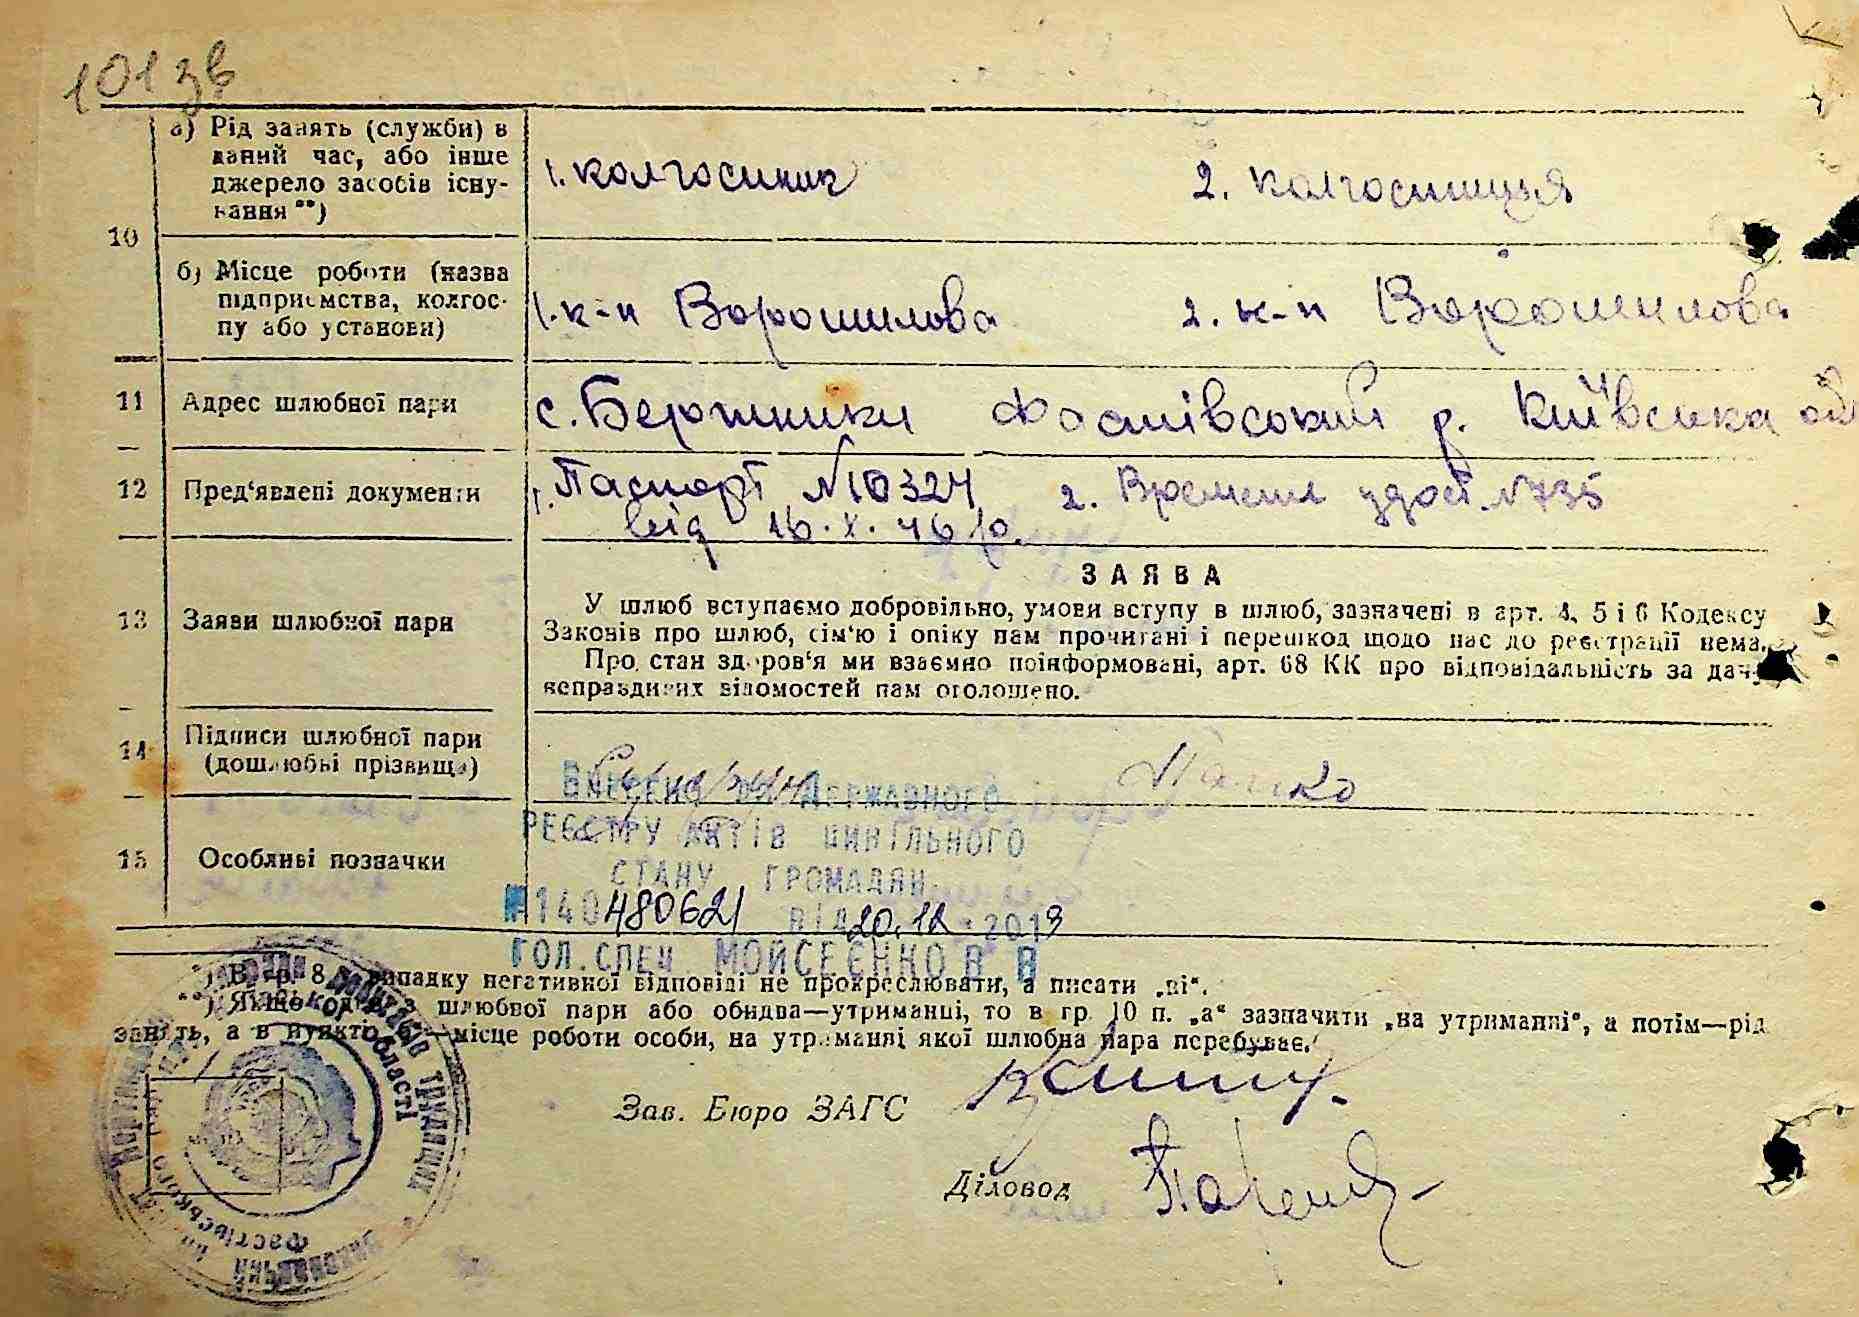 101 зв
а) Рід занять (служби) в
даний час, або інше
джерело засобів існу-
вання **)
1. колгоспник 2. колгоспниця
10
б) Місце роботи (назва
підприємства, колгос-
пу або установи)
1. к-п Ворошилова 2. к-п Ворошилова
11 Адрес шлюбної пари с. Бертники Фастівський р. Київська обл
12 Пред'явлені документи 1. Паспорт №10324 2. Времени удост. №735
від 16.X.46 р.
ЗАЯВА
13 Заяви шлюбної пари
У шлюб вступаємо добровільно, умови вступу в шлюб, зазначені в арт. 4, 5 і 6 Кодексу
Законів про шлюб, сім'ю і опіку нам прочитані і перешкод щодо нас до реєстрації нема.
Про стан здоров'я ми взаємно поінформовані, арт. 68 КК про відповідальність за дачу
неправдивих відомостей нам оголошено.
14 Підписи шлюбної пари
(дошлюбні прізвища)
ВНЕСЕНО ДО ДЕРЖАВНОГО
РЕЄСТРУ АКТІВ ЦИВІЛЬНОГО
15 Особливі позначки
СТАНУ ГРОМАДЯН
№140480621 ВІД 20.12.2019
ГОЛ.СПЕЦ МОЙСЕЄНКО В В
*) В гр. 8 випадку негативної відповіді не прокреслювати, а писати „ні“.
**) Якщо один з шлюбної пари або обидва—утриманці, то в гр. 10 п. „а“ зазначити „на утриманні“, а потім—рід
занять, а в пункті б—місце роботи особи, на утриманні якої шлюбна пара перебуває.
Зав. Бюро ЗАГС
Діловод